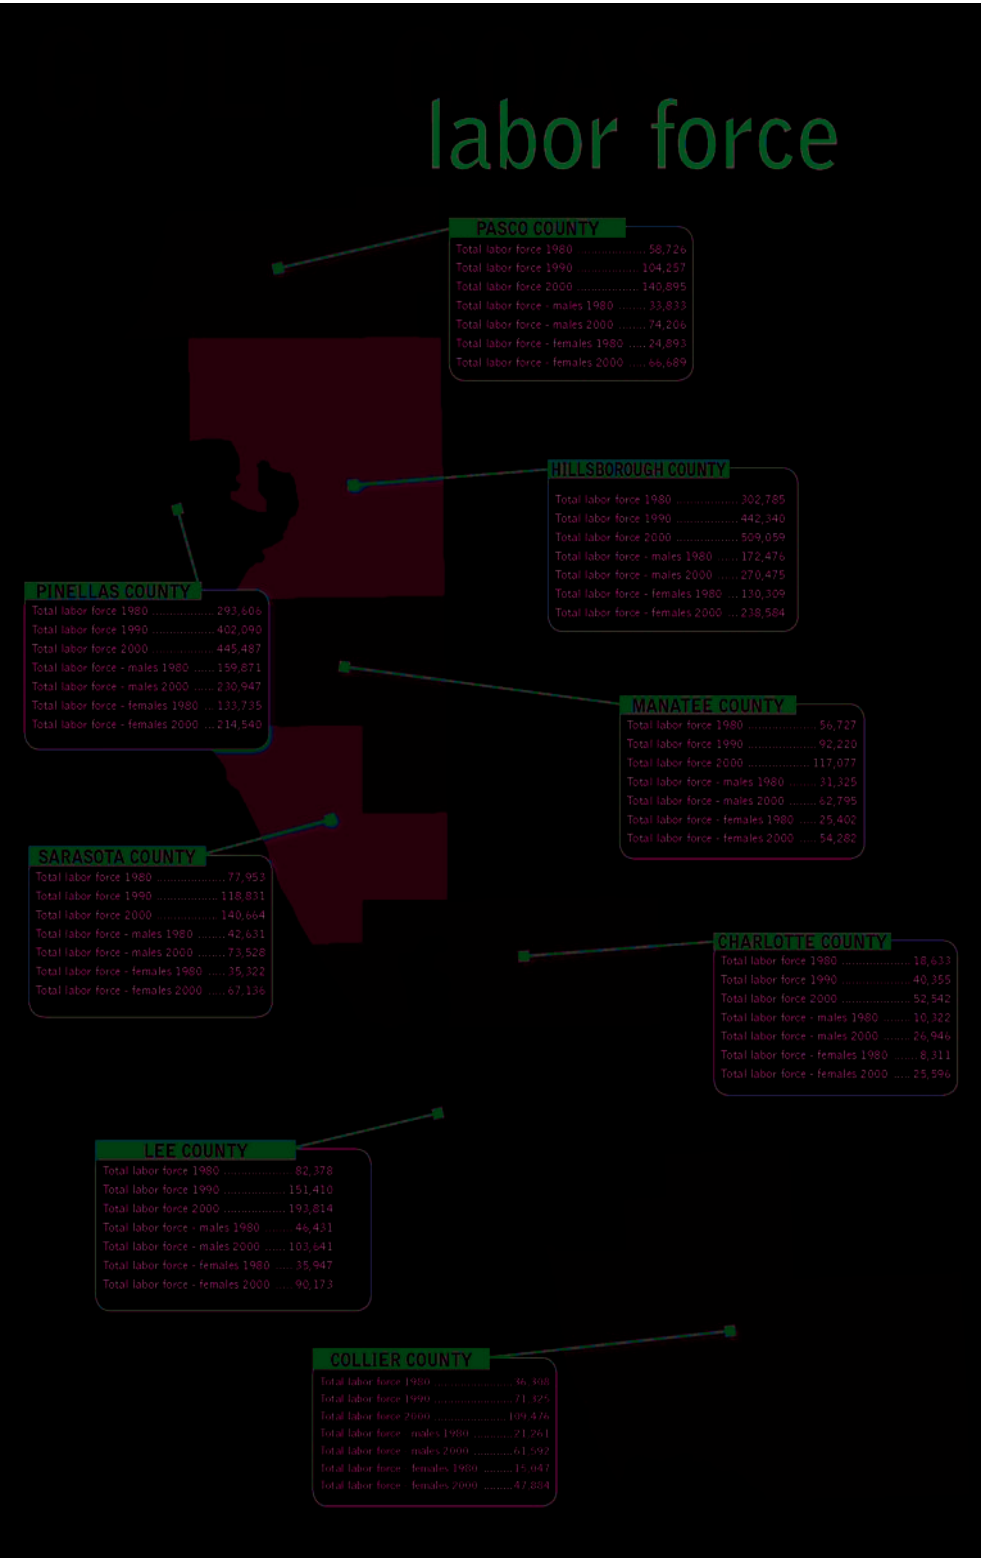 labor force
PASCO COUNTY
Total labor force 1980 .................. 58,726
Total labor force 1990 ................. 104,257
Total labor force 2000 ................. 140,895
Total labor force - males 1980 ........ 33,833
Total labor force - males 2000 ........ 74,206
Total labor force - females 1980 ..... 24,893
Total labor force - females 2000 ..... 66,689
HILLSBOROUGH COUNTY
Total labor force 1980 ................. 302,785
Total labor force 1990 ................. 442,340
Total labor force 2000 ................. 509,059
Total labor force - males 1980 ...... 172,476
Total labor force - males 2000 ...... 270,475
Total labor force - females 1980 ... 130,309
Total labor force - females 2000 ... 238,584
PINELLAS COUNTY
Total labor force 1980 ................. 293,606
Total labor force 1990 ................. 402,090
Total labor force 2000 ................. 445,487
Total labor force - males 1980 ...... 159,871
Total labor force - males 2000 ...... 230,947
Total labor force - females 1980 ... 133,735
Total labor force - females 2000 ... 214,540
MANATEE COUNTY
Total labor force 1980 ................... 56,727
Total labor force 1990 ................... 92,220
Total labor force 2000 ................. 117,077
Total labor force - males 1980 ........ 31,325
Total labor force - males 2000 ........ 62,795
Total labor force - females 1980 ..... 25,402
Total labor force - females 2000 ..... 54,282
SARASOTA COUNTY
Total labor force 1980 ................... 77,953
Total labor force 1990 ................. 118,831
Total labor force 2000 ................. 140,664
Total labor force - males 1980 ........ 42,631
Total labor force - males 2000 ........ 73,528
Total labor force - females 1980 ..... 35,322
Total labor force - females 2000 ..... 67,136
CHARLOTTE COUNTY
Total labor force 1980 ................... 18,633
Total labor force 1990 ................... 40,355
Total labor force 2000 ................... 52,542
Total labor force - males 1980 ........ 10,322
Total labor force - males 2000 ........ 26,946
Total labor force - females 1980 ....... 8,311
Total labor force - females 2000 ..... 25,596
LEE COUNTY
Total labor force 1980 .................. 82,378
Total labor force 1990 ................. 151,410
Total labor force 2000 ................. 193,814
Total labor force - males 1980 ....... 46,431
Total labor force - males 2000 ...... 103,641
Total labor force - females 1980 ..... 35,947
Total labor force - females 2000 ..... 90,173
COLLIER COUNTY
Total labor force 1980 ...................... 36,308
Total labor force 1990 ...................... 71,325
Total labor force 2000 .................... 109,476
Total labor force - males 1980 ........... 21,261
Total labor force - males 2000 ........... 61,592
Total labor force - females 1980 ......... 15,047
Total labor force - females 2000 ......... 47,884